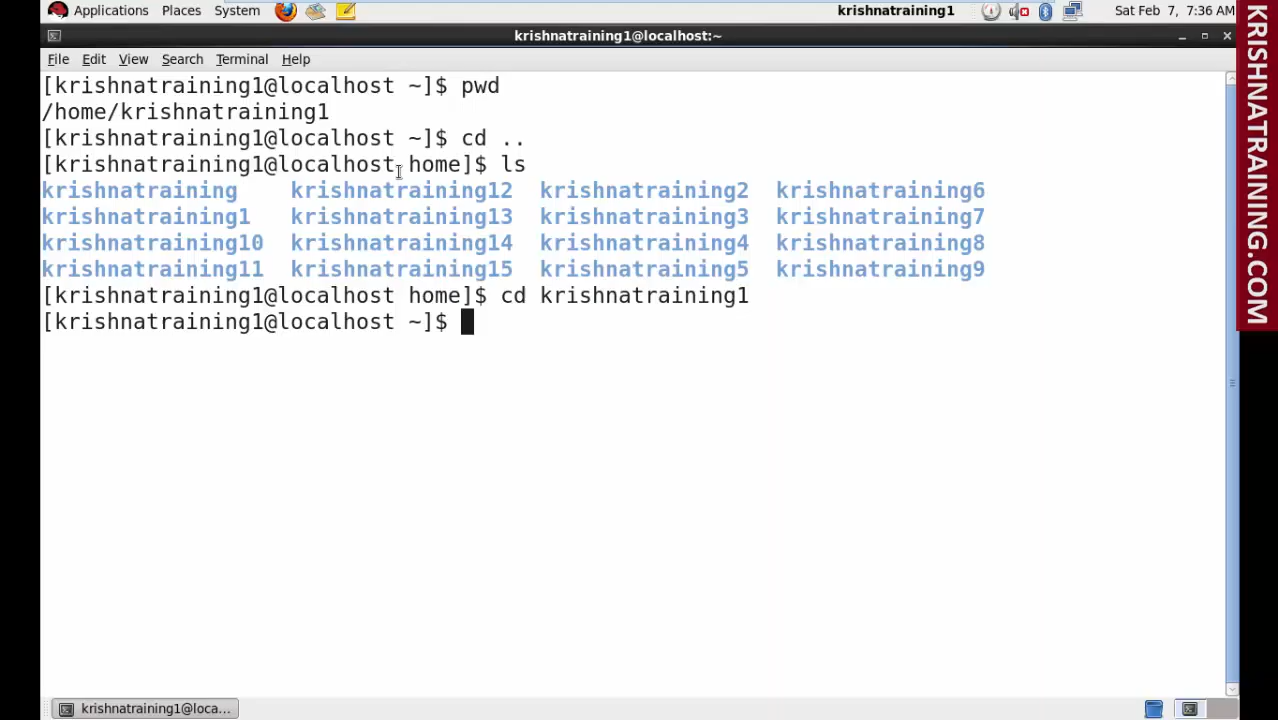 Applications Places System krishnatraining1 Sat Feb 7, 7:36 AM
krishnatraining1@localhost:~
File Edit View Search Terminal Help
[krishnatraining1@localhost ~]$ pwd
/home/krishnatraining1
[krishnatraining1@localhost ~]$ cd ..
[krishnatraining1@localhost home]$ ls
krishnatraining krishnatraining12 krishnatraining2 krishnatraining6
krishnatraining1 krishnatraining13 krishnatraining3 krishnatraining7
krishnatraining10 krishnatraining14 krishnatraining4 krishnatraining8
krishnatraining11 krishnatraining15 krishnatraining5 krishnatraining9
[krishnatraining1@localhost home]$ cd krishnatraining1
[krishnatraining1@localhost ~]$
krishnatraining1@loca...
KRISHNATRAINING.COM